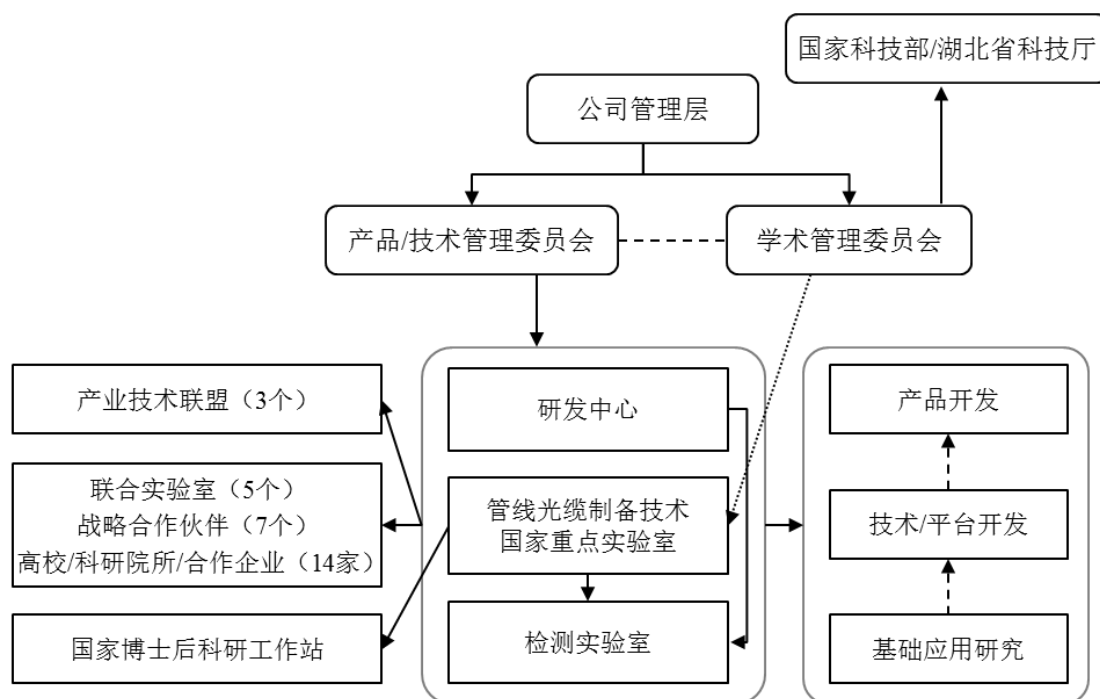 国家科技部/湖北省科技厅
公司管理层
产品/技术管理委员会
学术管理委员会
产业技术联盟（3个）
联合实验室（5个）
战略合作伙伴（7个）
高校/科研院所/合作企业（14家）
国家博士后科研工作站
研发中心
管线光缆制备技术
国家重点实验室
检测实验室
产品开发
技术/平台开发
基础应用研究